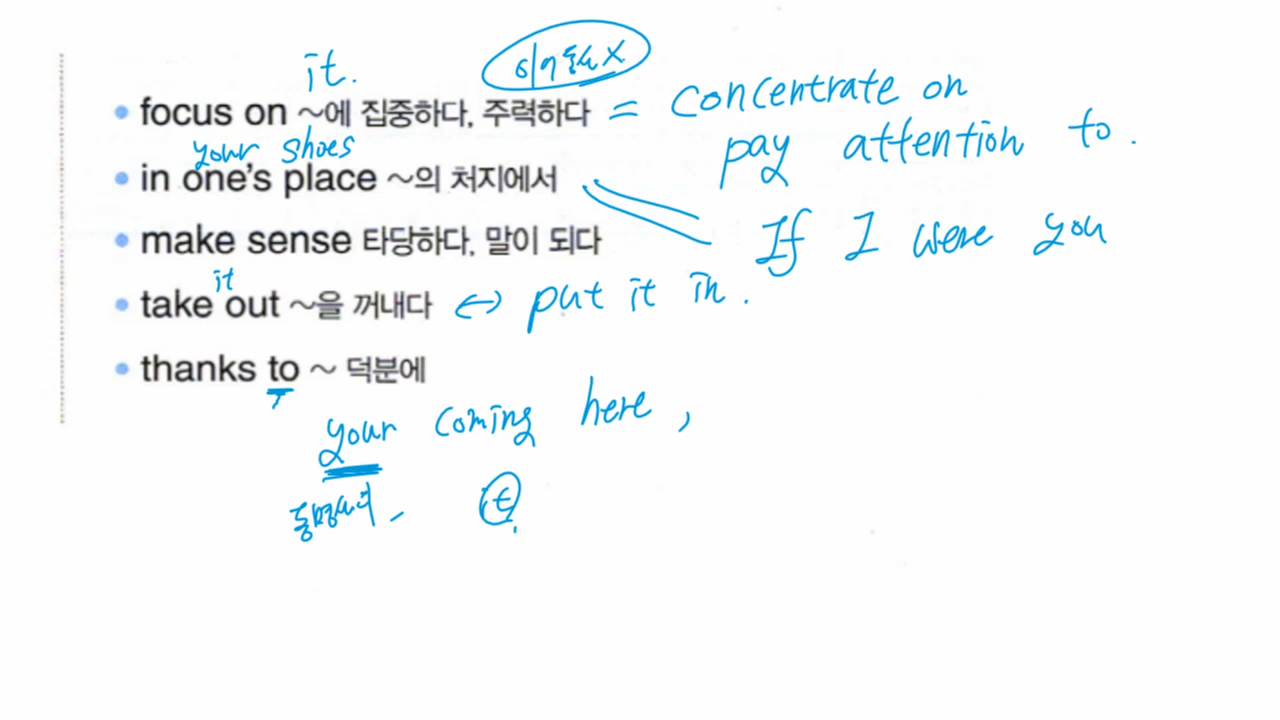 it. 이어동사 X
• focus on ~에 집중하다, 주력하다 = concentrate on
pay attention to.
your shoes
• in one's place ~의 처지에서
If I were you
• make sense 타당하다, 말이 되다
it
• take out ~을 꺼내다 ↔ put it in.
• thanks to ~ 덕분에
your coming here,
동명사